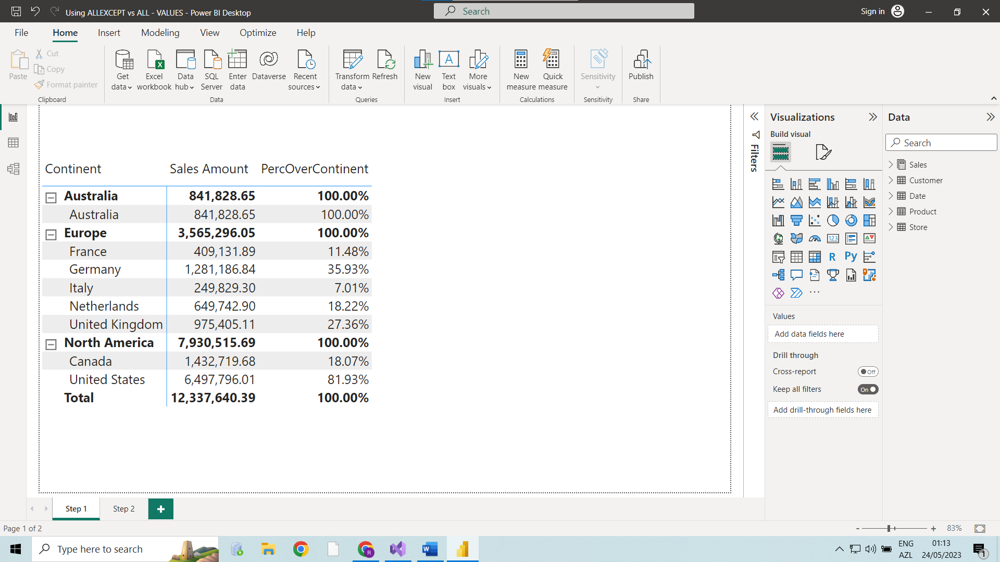 Using ALLEXCEPT vs ALL - VALUES - Power BI Desktop
Search
Sign in
File Home Insert Modeling View Optimize Help
Paste
Cut
Copy
Format painter
Clipboard
Get data
Excel workbook
Data hub
SQL Server
Enter data
Dataverse
Recent sources
Data
Transform data
Refresh
Queries
New visual
Text box
More visuals
Insert
New measure
Quick measure
Calculations
Sensitivity
Sensitivity
Publish
Share
Continent Sales Amount PercOverContinent
Australia 841,828.65 100.00%
Australia 841,828.65 100.00%
Europe 3,565,296.05 100.00%
France 409,131.89 11.48%
Germany 1,281,186.84 35.93%
Italy 249,829.30 7.01%
Netherlands 649,742.90 18.22%
United Kingdom 975,405.11 27.36%
North America 7,930,515.69 100.00%
Canada 1,432,719.68 18.07%
United States 6,497,796.01 81.93%
Total 12,337,640.39 100.00%
Filters
Visualizations
Build visual
123
R Py
Values
Add data fields here
Drill through
Cross-report Off
Keep all filters On
Add drill-through fields here
Data
Search
Sales
Customer
Date
Product
Store
Step 1 Step 2 +
Page 1 of 2
- + 83%
Type here to search
R
W
ENG
AZL
01:13
24/05/2023
1